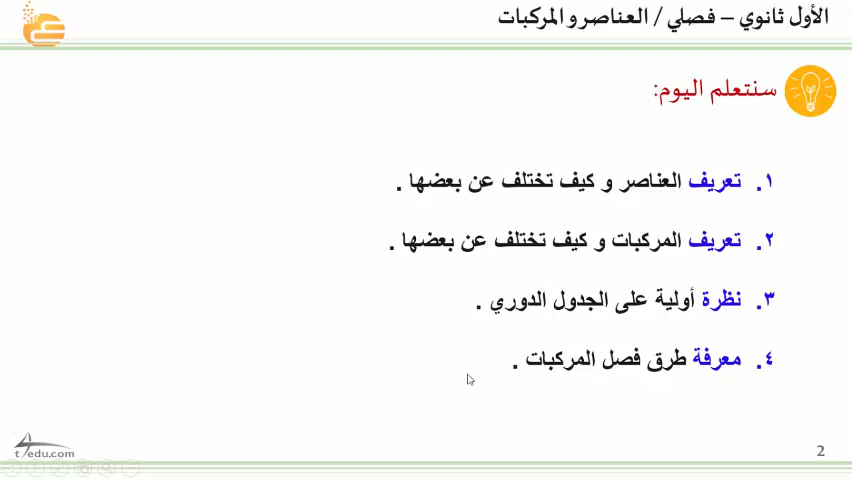 الأول ثانوي – فصلي / العناصر و المركبات
سنتعلم اليوم:
١. تعريف العناصر و كيف تختلف عن بعضها .
٢. تعريف المركبات و كيف تختلف عن بعضها .
٣. نظرة أولية على الجدول الدوري .
٤. معرفة طرق فصل المركبات .
t4edu.com
2